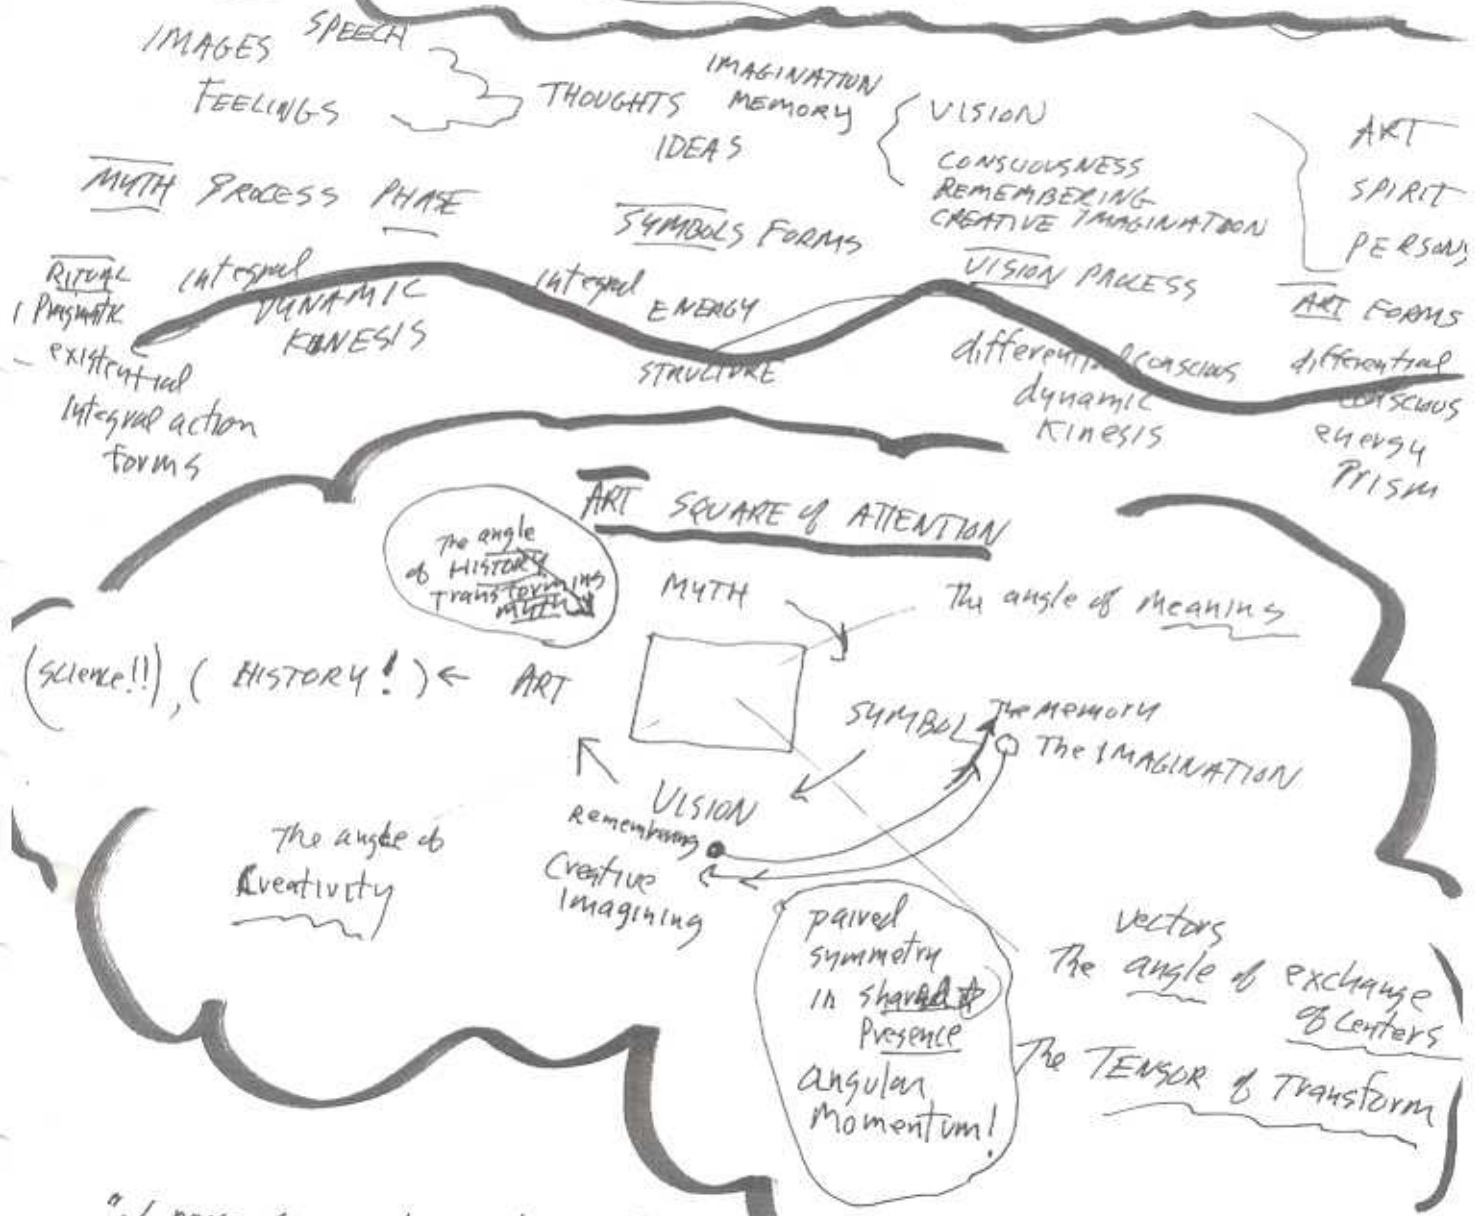 IMAGES SPEECH
FEELINGS
THOUGHTS
IDEAS
IMAGINATION
MEMORY
VISION
CONSCIOUSNESS
REMEMBERING
CREATIVE IMAGINATION
ART
SPIRIT
PERSONS
MYTH PROCESS PHASE
SYMBOLS FORMS
VISION PROCESS
ART FORMS
RITUAL
Pragmatic
existential
Integral action
forms
integral
DYNAMIC
KINESIS
integral
ENERGY
STRUCTURE
differential conscious
dynamic
Kinesis
differential
conscious
energy
Prism
ART SQUARE of ATTENTION
The angle
of HISTORY
Transforming
myth
MYTH
The angle of meaning
(Science!!), (HISTORY!) ← ART
SYMBOL
The memory
The IMAGINATION
VISION
Remembering
Creative
Imagining
The angle of
Creativity
paired
symmetry
in shared
Presence
angular
Momentum!
vectors
The angle of exchange
of centers
The TENSOR of Transform